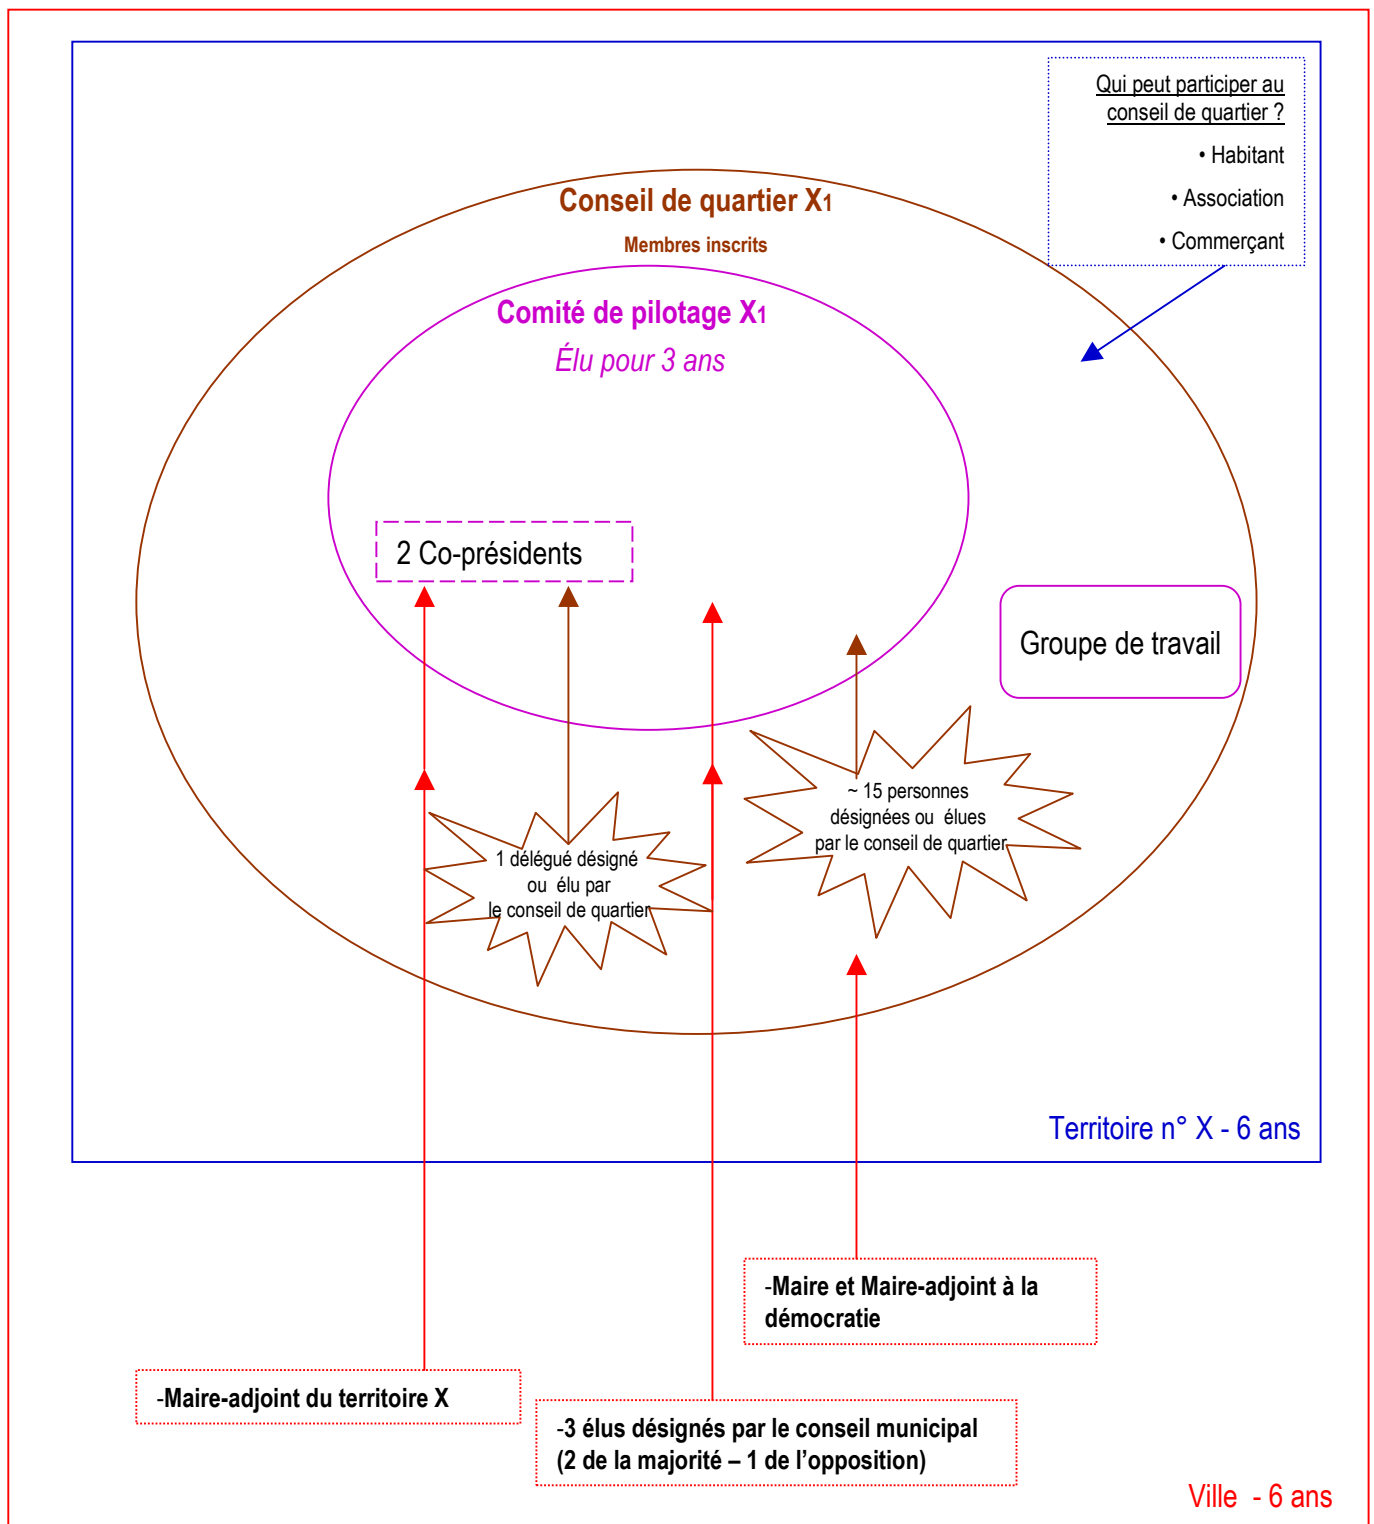 Qui peut participer au
conseil de quartier ?
• Habitant
• Association
• Commerçant
Conseil de quartier X1
Membres inscrits
Comité de pilotage X1
Élu pour 3 ans
2 Co-présidents
Groupe de travail
~ 15 personnes
désignées ou élues
par le conseil de quartier
1 délégué désigné
ou élu par
le conseil de quartier
Territoire n° X - 6 ans
-Maire et Maire-adjoint à la
démocratie
-Maire-adjoint du territoire X
-3 élus désignés par le conseil municipal
(2 de la majorité – 1 de l’opposition)
Ville - 6 ans